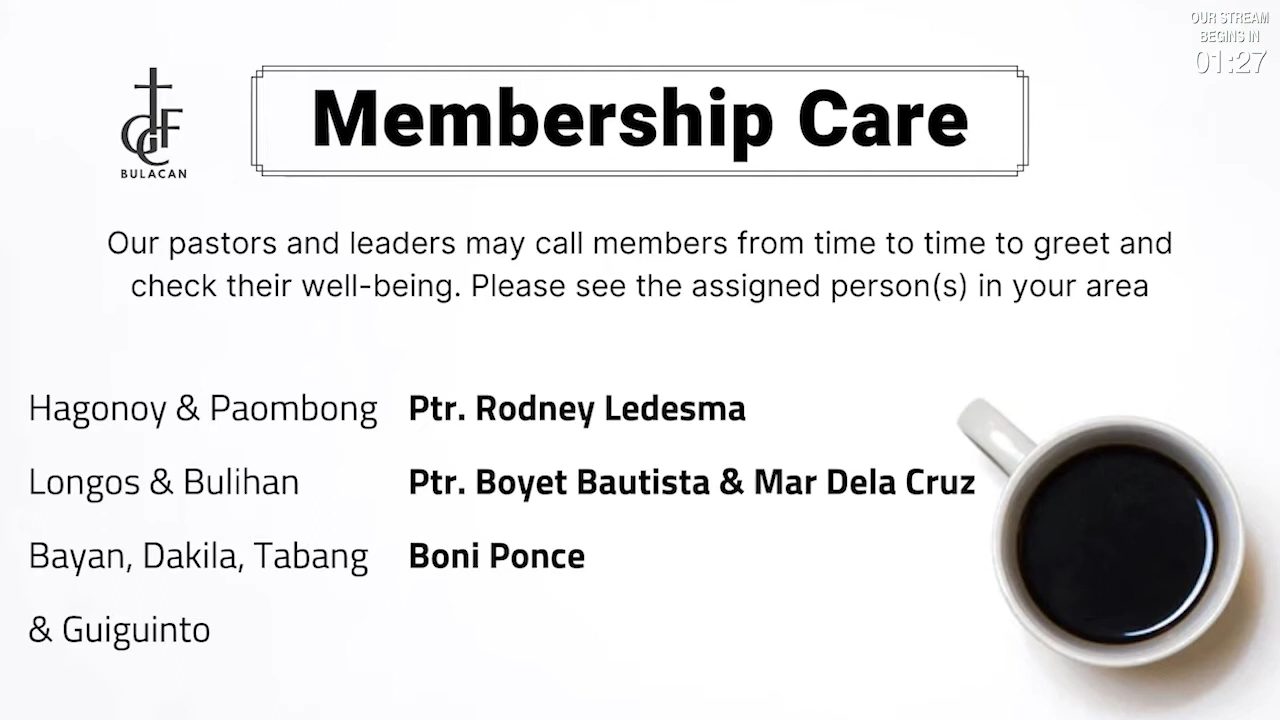 OUR STREAM
BEGINS IN
01:27
GCF
BULACAN
Membership Care
Our pastors and leaders may call members from time to time to greet and
check their well-being. Please see the assigned person(s) in your area
Hagonoy & Paombong Ptr. Rodney Ledesma
Longos & Bulihan Ptr. Boyet Bautista & Mar Dela Cruz
Bayan, Dakila, Tabang Boni Ponce
& Guiguinto